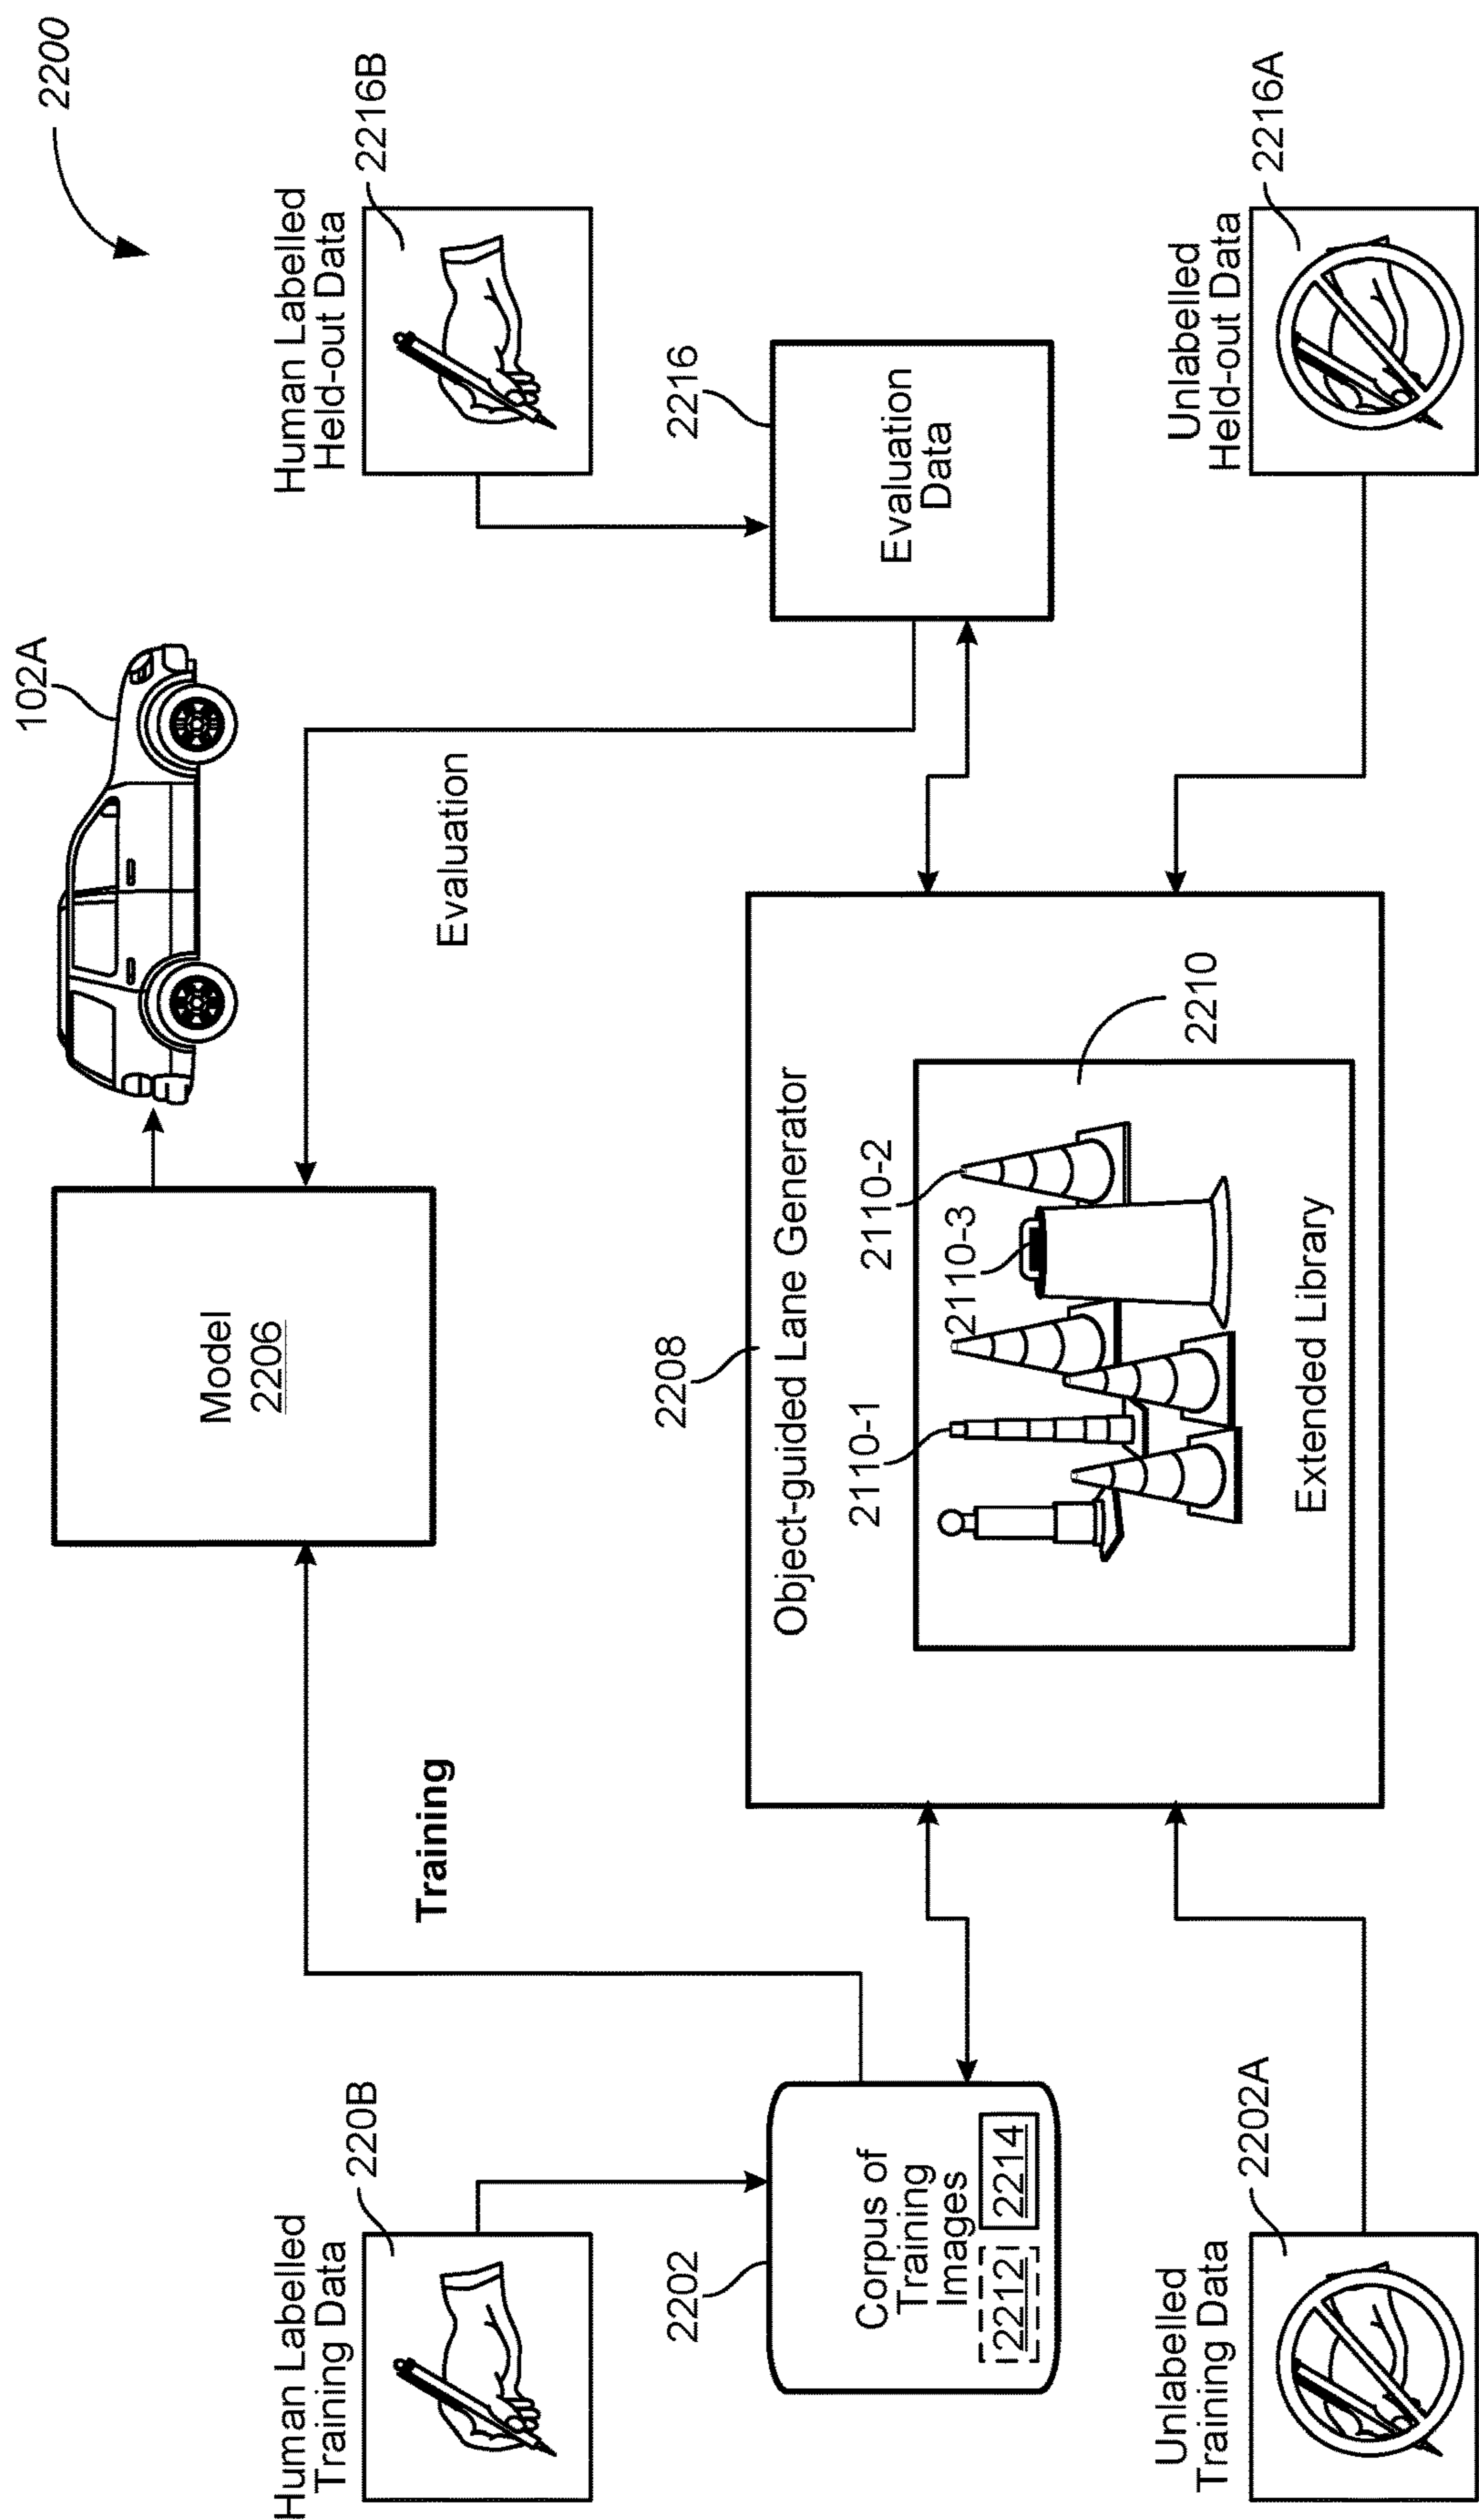 2200
102A
Human Labelled
Training Data
220B
Training
Model
2206
Evaluation
Human Labelled
Held-out Data
2216B
2202
Corpus of
Training
Images
2212
2214
2208
Object-guided Lane Generator
2110-1
2110-3
2110-2
2210
Extended Library
2216
Evaluation
Data
Unlabelled
Training Data
2202A
Unlabelled
Held-out Data
2216A